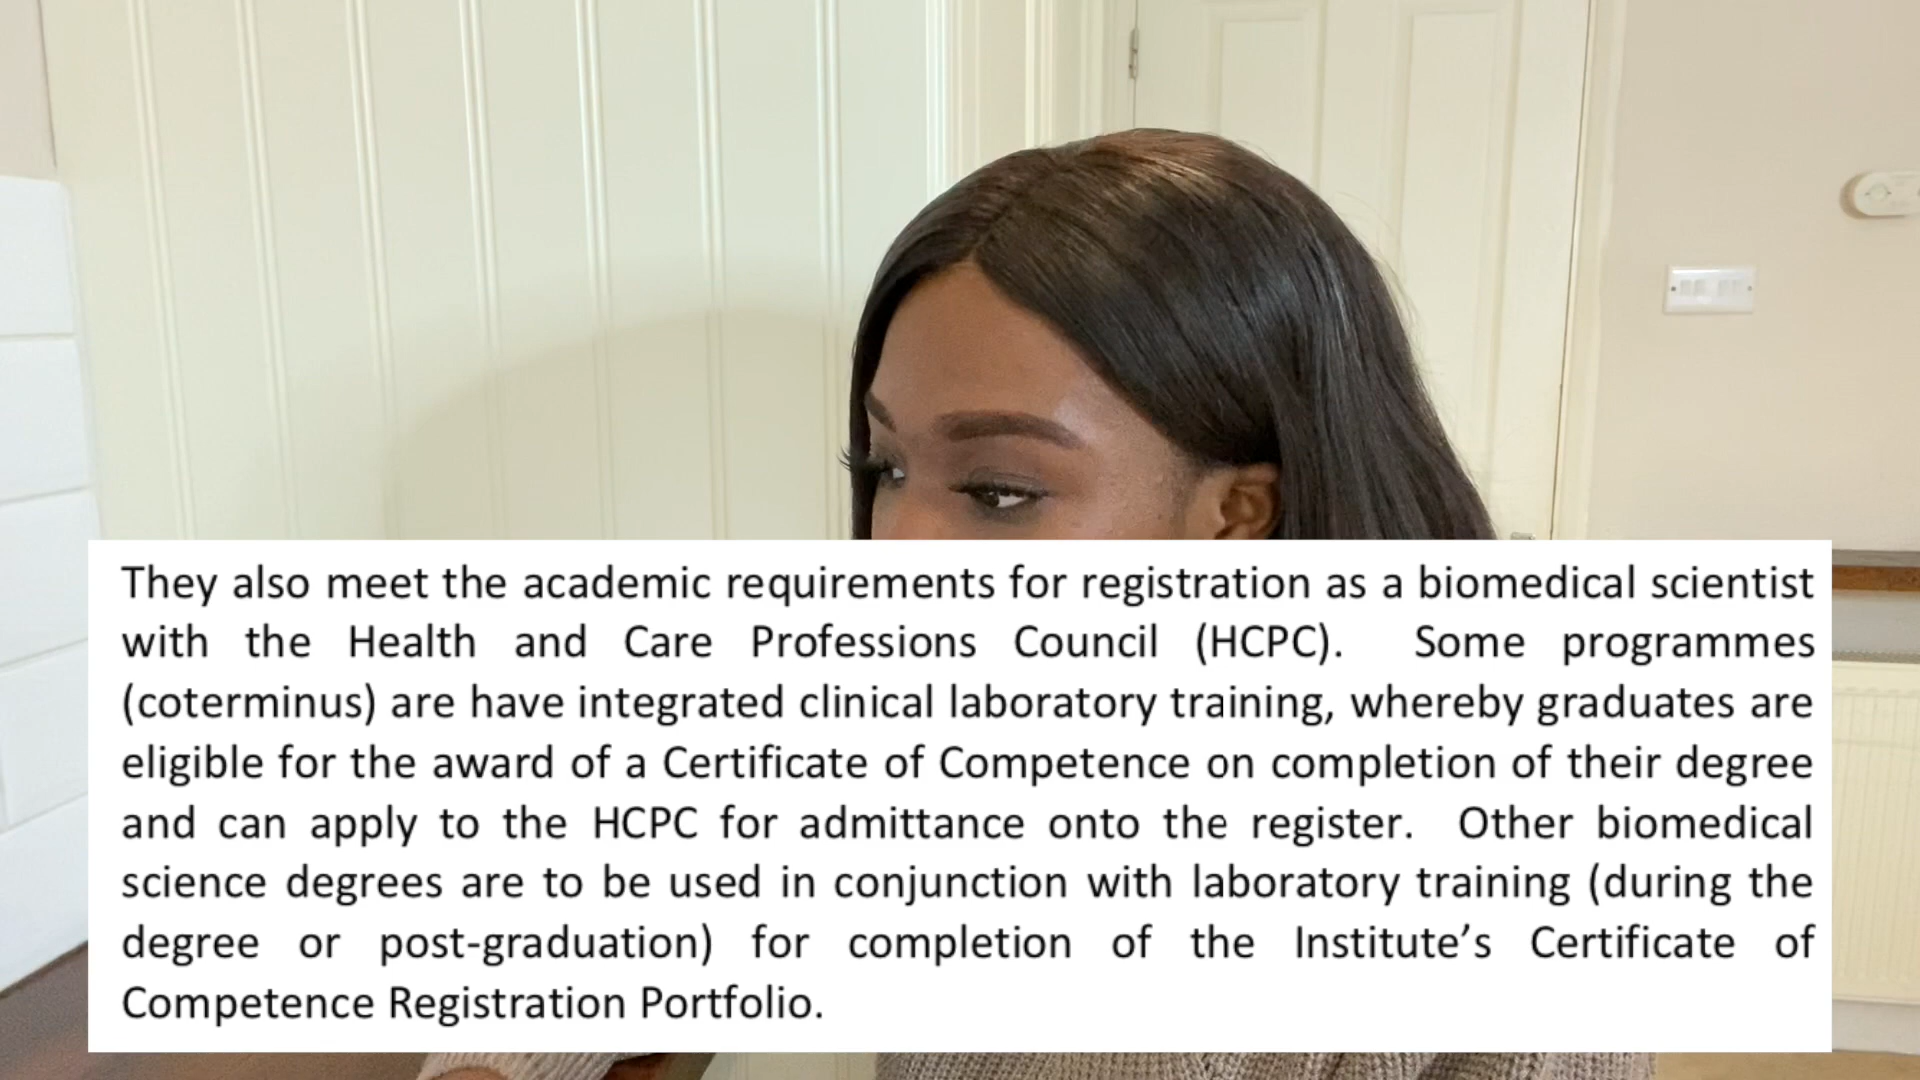 They also meet the academic requirements for registration as a biomedical scientist
with the Health and Care Professions Council (HCPC). Some programmes
(coterminus) are have integrated clinical laboratory training, whereby graduates are
eligible for the award of a Certificate of Competence on completion of their degree
and can apply to the HCPC for admittance onto the register. Other biomedical
science degrees are to be used in conjunction with laboratory training (during the
degree or post-graduation) for completion of the Institute’s Certificate of
Competence Registration Portfolio.